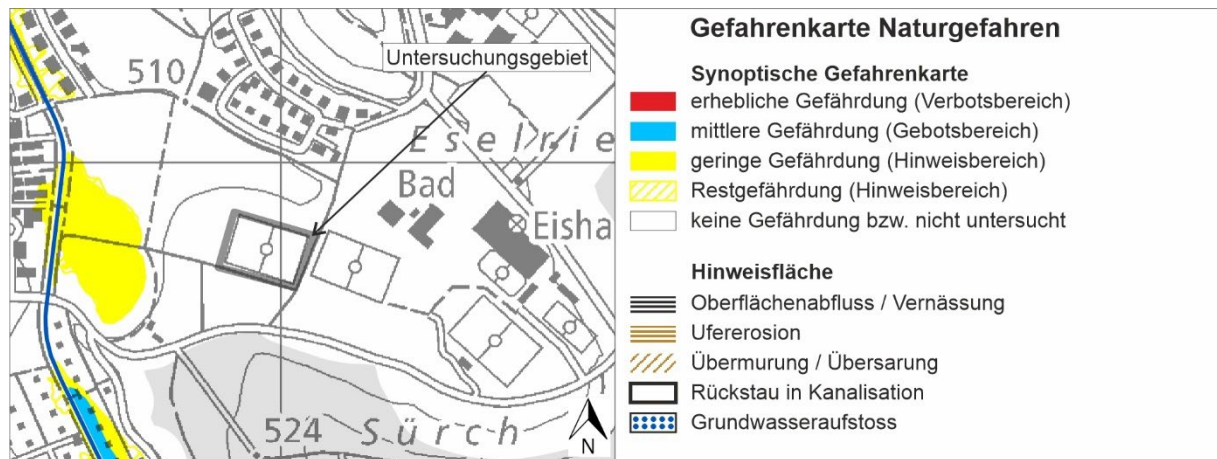 510
Untersuchungsgebiet
Eselrie
Bad
Eisha
524
Sürch
N
Gefahrenkarte Naturgefahren
Synoptische Gefahrenkarte
erhebliche Gefährdung (Verbotsbereich)
mittlere Gefährdung (Gebotsbereich)
geringe Gefährdung (Hinweisbereich)
Restgefährdung (Hinweisbereich)
keine Gefährdung bzw. nicht untersucht
Hinweisfläche
Oberflächenabfluss / Vernässung
Ufererosion
Übermurung / Übersarung
Rückstau in Kanalisation
Grundwasseraufstoss